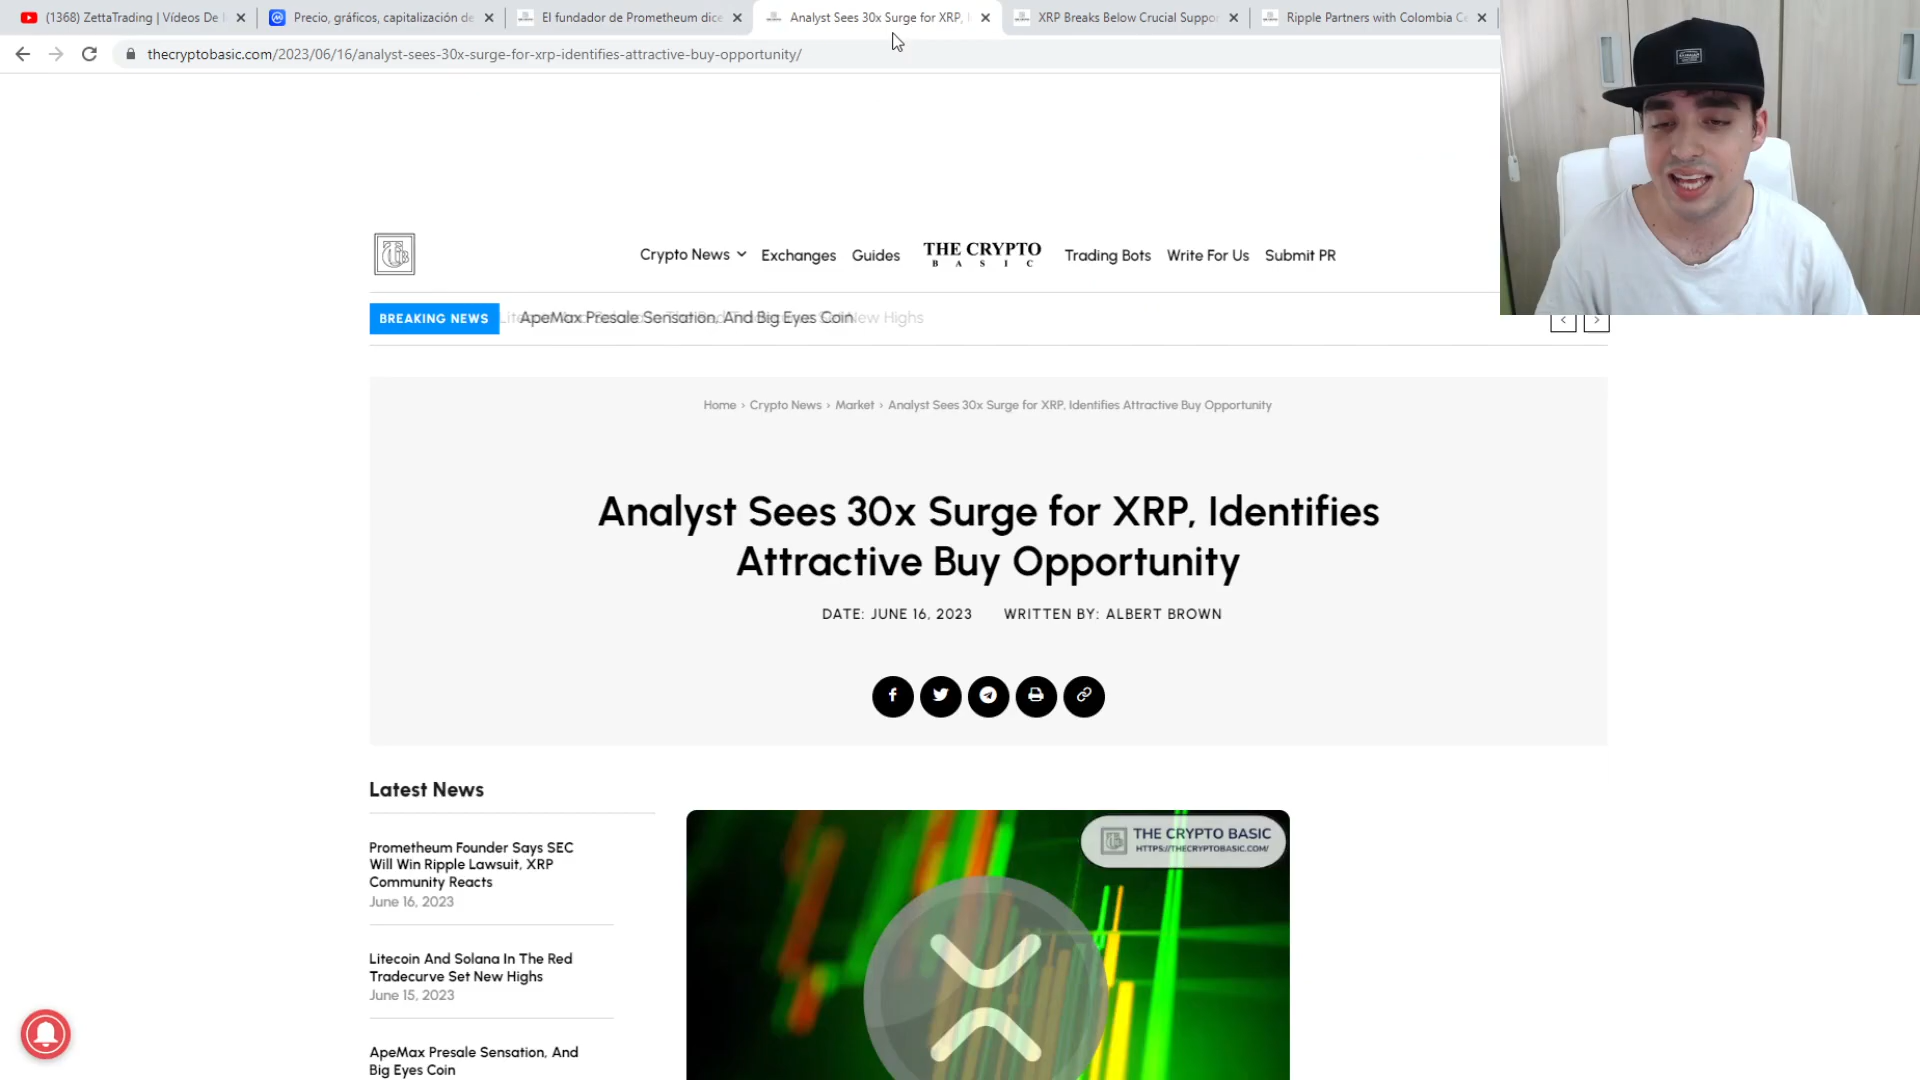 (1368) ZettaTrading | Vídeos De
Precio, gráficos, capitalización de
El fundador de Prometheum dice
Analyst Sees 30x Surge for XRP,
XRP Breaks Below Crucial Suppo
Ripple Partners with Colombia Ce
thecryptobasic.com/2023/06/16/analyst-sees-30x-surge-for-xrp-identifies-attractive-buy-opportunity/
Crypto News Exchanges Guides THE CRYPTO BASIC Trading Bots Write For Us Submit PR
BREAKING NEWS ApeMax Presale Sensation, And Big Eyes Coin
Home › Crypto News › Market › Analyst Sees 30x Surge for XRP, Identifies Attractive Buy Opportunity
Analyst Sees 30x Surge for XRP, Identifies
Attractive Buy Opportunity
DATE: JUNE 16, 2023 WRITTEN BY: ALBERT BROWN
Latest News
Prometheum Founder Says SEC
Will Win Ripple Lawsuit, XRP
Community Reacts
June 16, 2023
Litecoin And Solana In The Red
Tradecurve Set New Highs
June 15, 2023
ApeMax Presale Sensation, And
Big Eyes Coin
THE CRYPTO BASIC
HTTPS://THECRYPTOBASIC.COM/